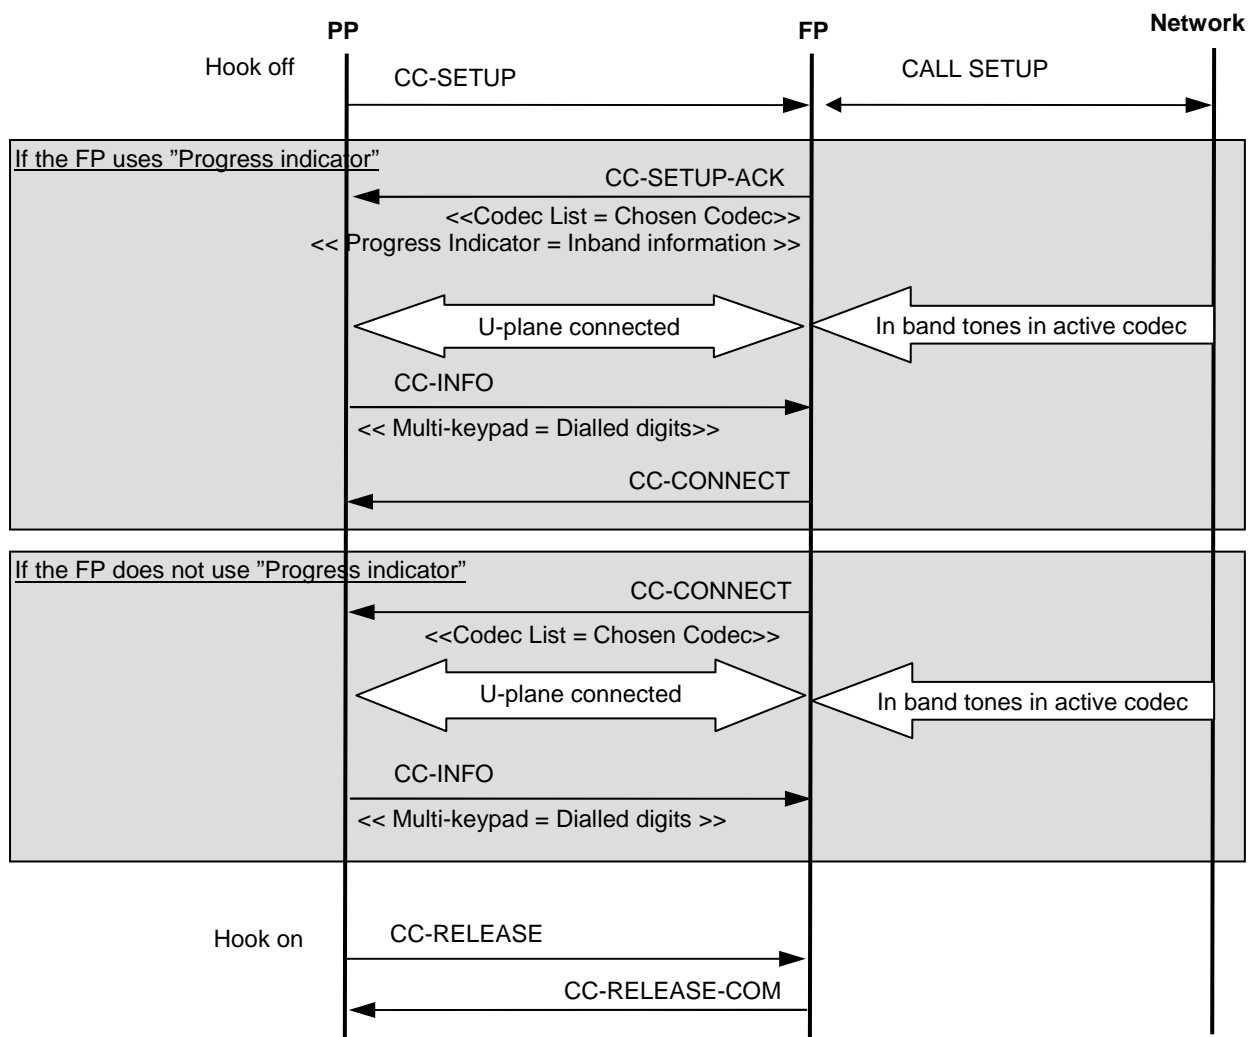 PP
FP
Network
Hook off
CC-SETUP
CALL SETUP
If the FP uses ”Progress indicator”
CC-SETUP-ACK
<<Codec List = Chosen Codec>>
<< Progress Indicator = Inband information >>
U-plane connected
In band tones in active codec
CC-INFO
<< Multi-keypad = Dialled digits>>
CC-CONNECT
If the FP does not use ”Progress indicator”
CC-CONNECT
<<Codec List = Chosen Codec>>
U-plane connected
In band tones in active codec
CC-INFO
<< Multi-keypad = Dialled digits >>
Hook on
CC-RELEASE
CC-RELEASE-COM